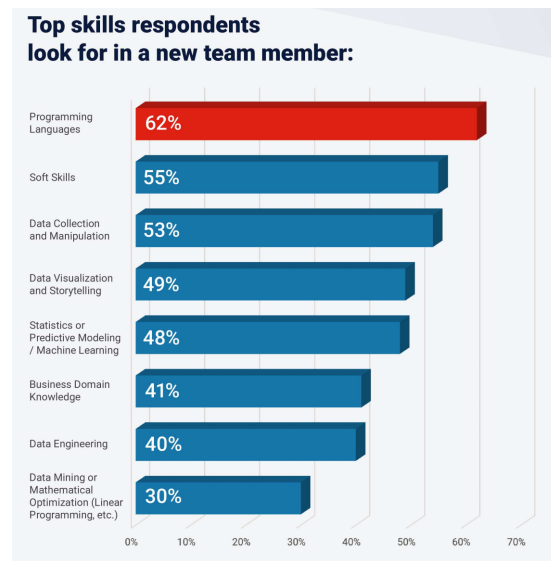 Top skills respondents
look for in a new team member:
Programming
Languages
62%
Soft Skills
55%
Data Collection
and Manipulation
53%
Data Visualization
and Storytelling
49%
Statistics or
Predictive Modeling
/ Machine Learning
48%
Business Domain
Knowledge
41%
Data Engineering
40%
Data Mining or
Mathematical
Optimization (Linear
Programming, etc.)
30%
0% 10% 20% 30% 40% 50% 60% 70%